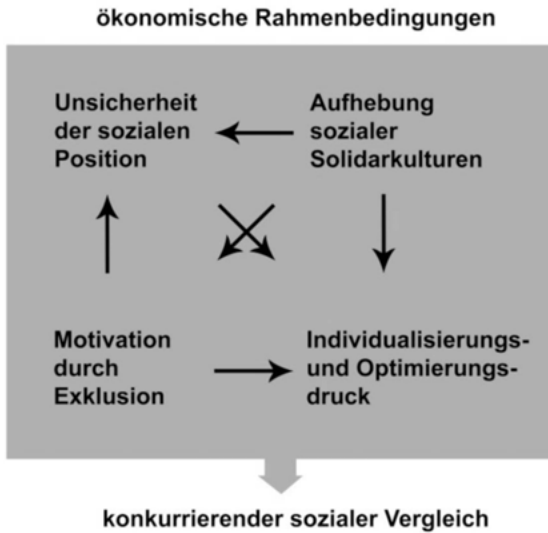 ökonomische Rahmenbedingungen
Unsicherheit
der sozialen
Position
Aufhebung
sozialer
Solidarkulturen
Motivation
durch
Exklusion
Individualisierungs-
und Optimierungs-
druck
konkurrierender sozialer Vergleich